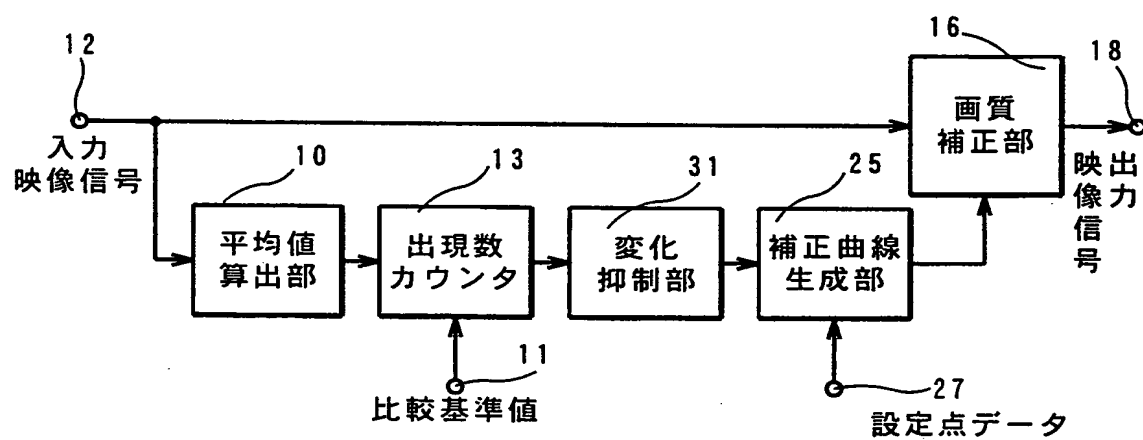 12
入力
映像信号
10
平均値
算出部
13
出現数
カウンタ
11
比較基準値
31
変化
抑制部
25
補正曲線
生成部
27
設定点データ
16
画質
補正部
18
出力
映像信号